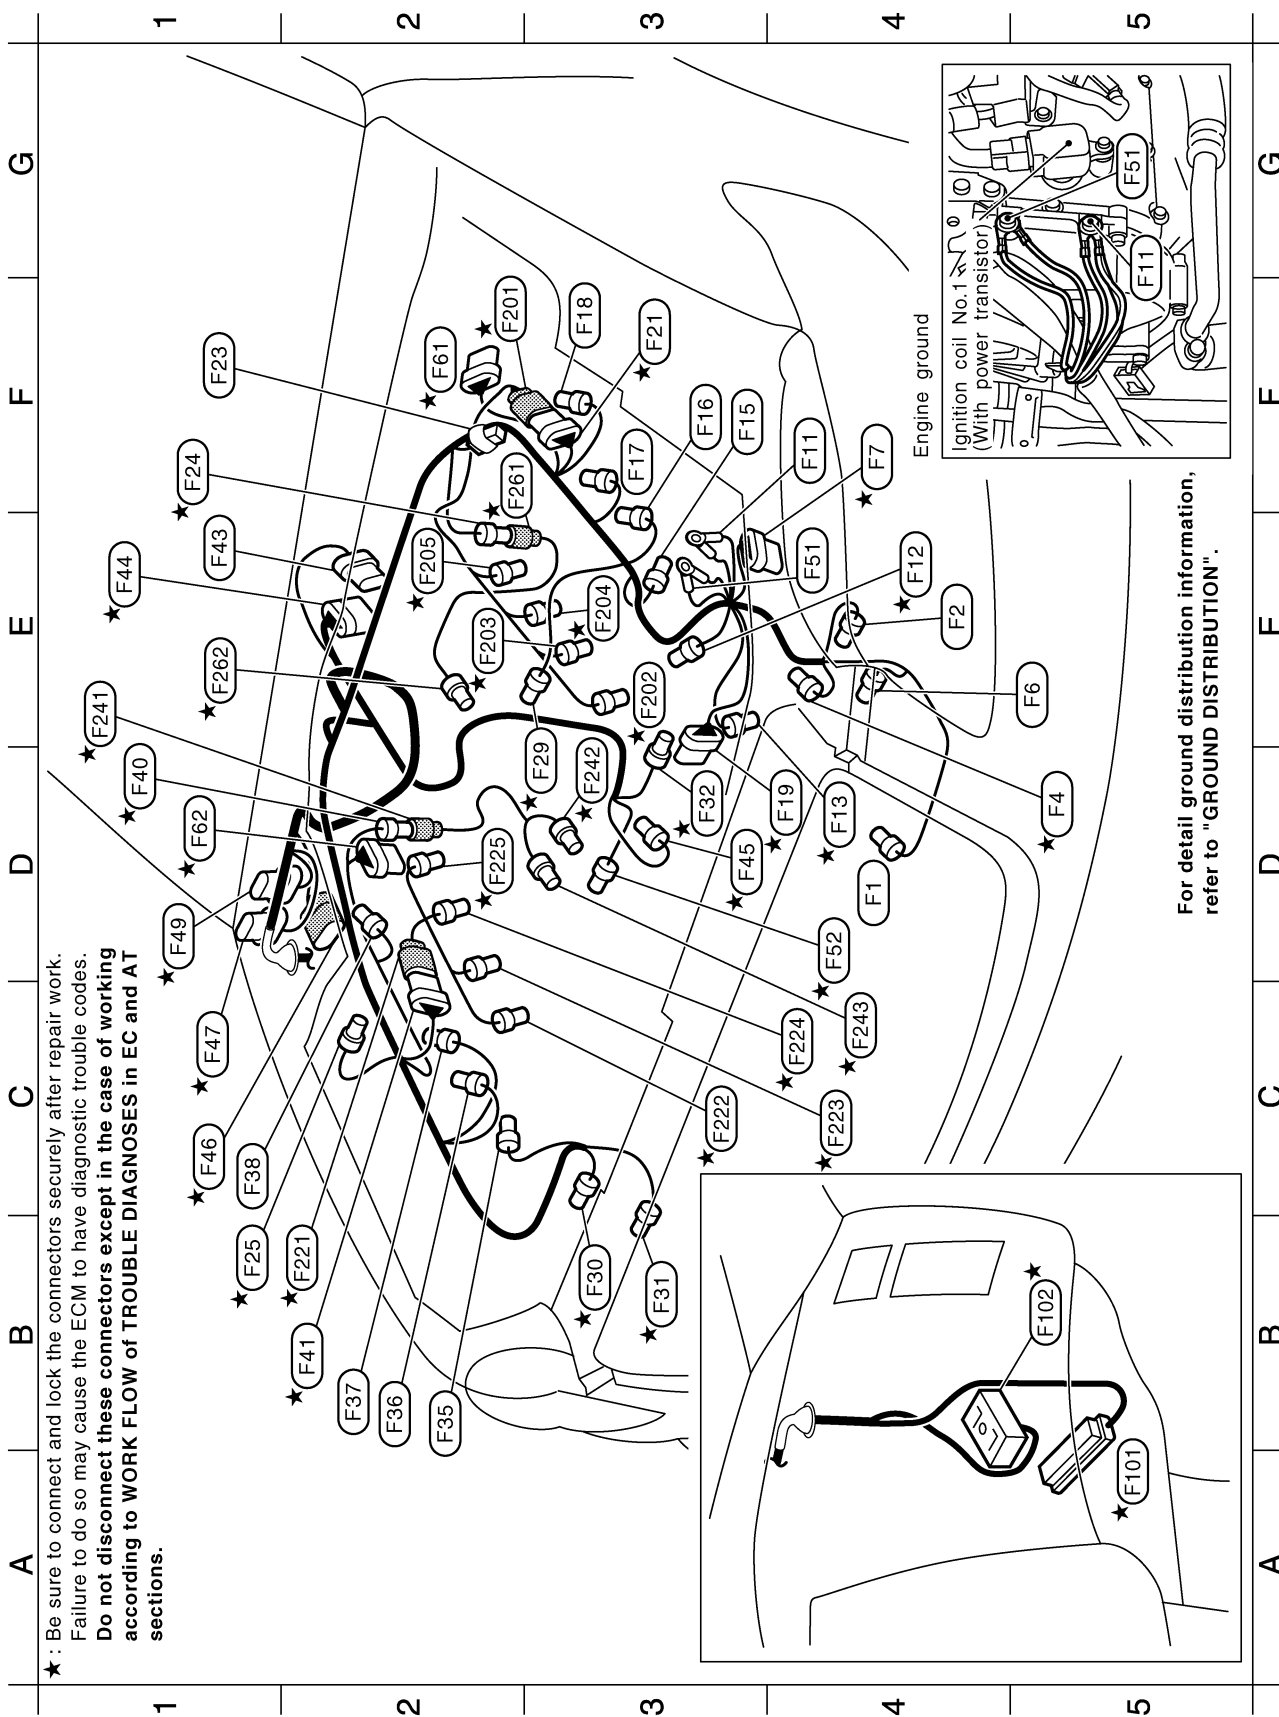 ★: Be sure to connect and lock the connectors securely after repair work.
Failure to do so may cause the ECM to have diagnostic trouble codes.
Do not disconnect these connectors except in the case of working
according to WORK FLOW of TROUBLE DIAGNOSES in EC and AT
sections.
A
B
C
D
E
F
G
1
2
3
4
5
1
2
3
4
5
A
C
D
E
F
G
★ F47
★ F49
★ F62
★ F40
★ F241
★ F262
★ F44
F43
★ F24
F23
★ F61
F201 ★
F18
★ F21
F16
F15
F17
F11
★ F7
★ F261
★ F205
F204 ★
F203 ★
F51
F12 ★
F2
F6
★ F202
★ F29
F242 ★
★ F32
★ F19
★ F13
★ F4
★ F45
F1
★ F225
★ F52
★ F243
★ F224
★ F223
★ F222
★ F46
F38
★ F25
★ F221
★ F41
F37
F36
F35
★ F30
★ F31
F102 ★
★ F101
Engine ground
Ignition coil No.1
(With power transistor)
F51
F11
For detail ground distribution information,
refer to "GROUND DISTRIBUTION".